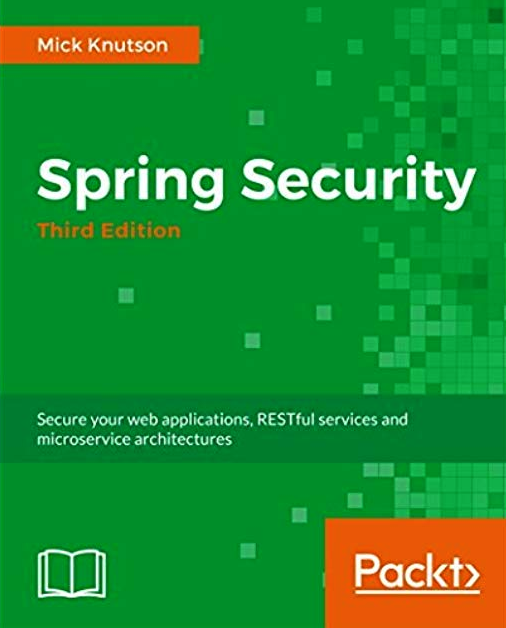 Mick Knutson
Spring Security
Third Edition
Secure your web applications, RESTful services and
microservice architectures
Packt>